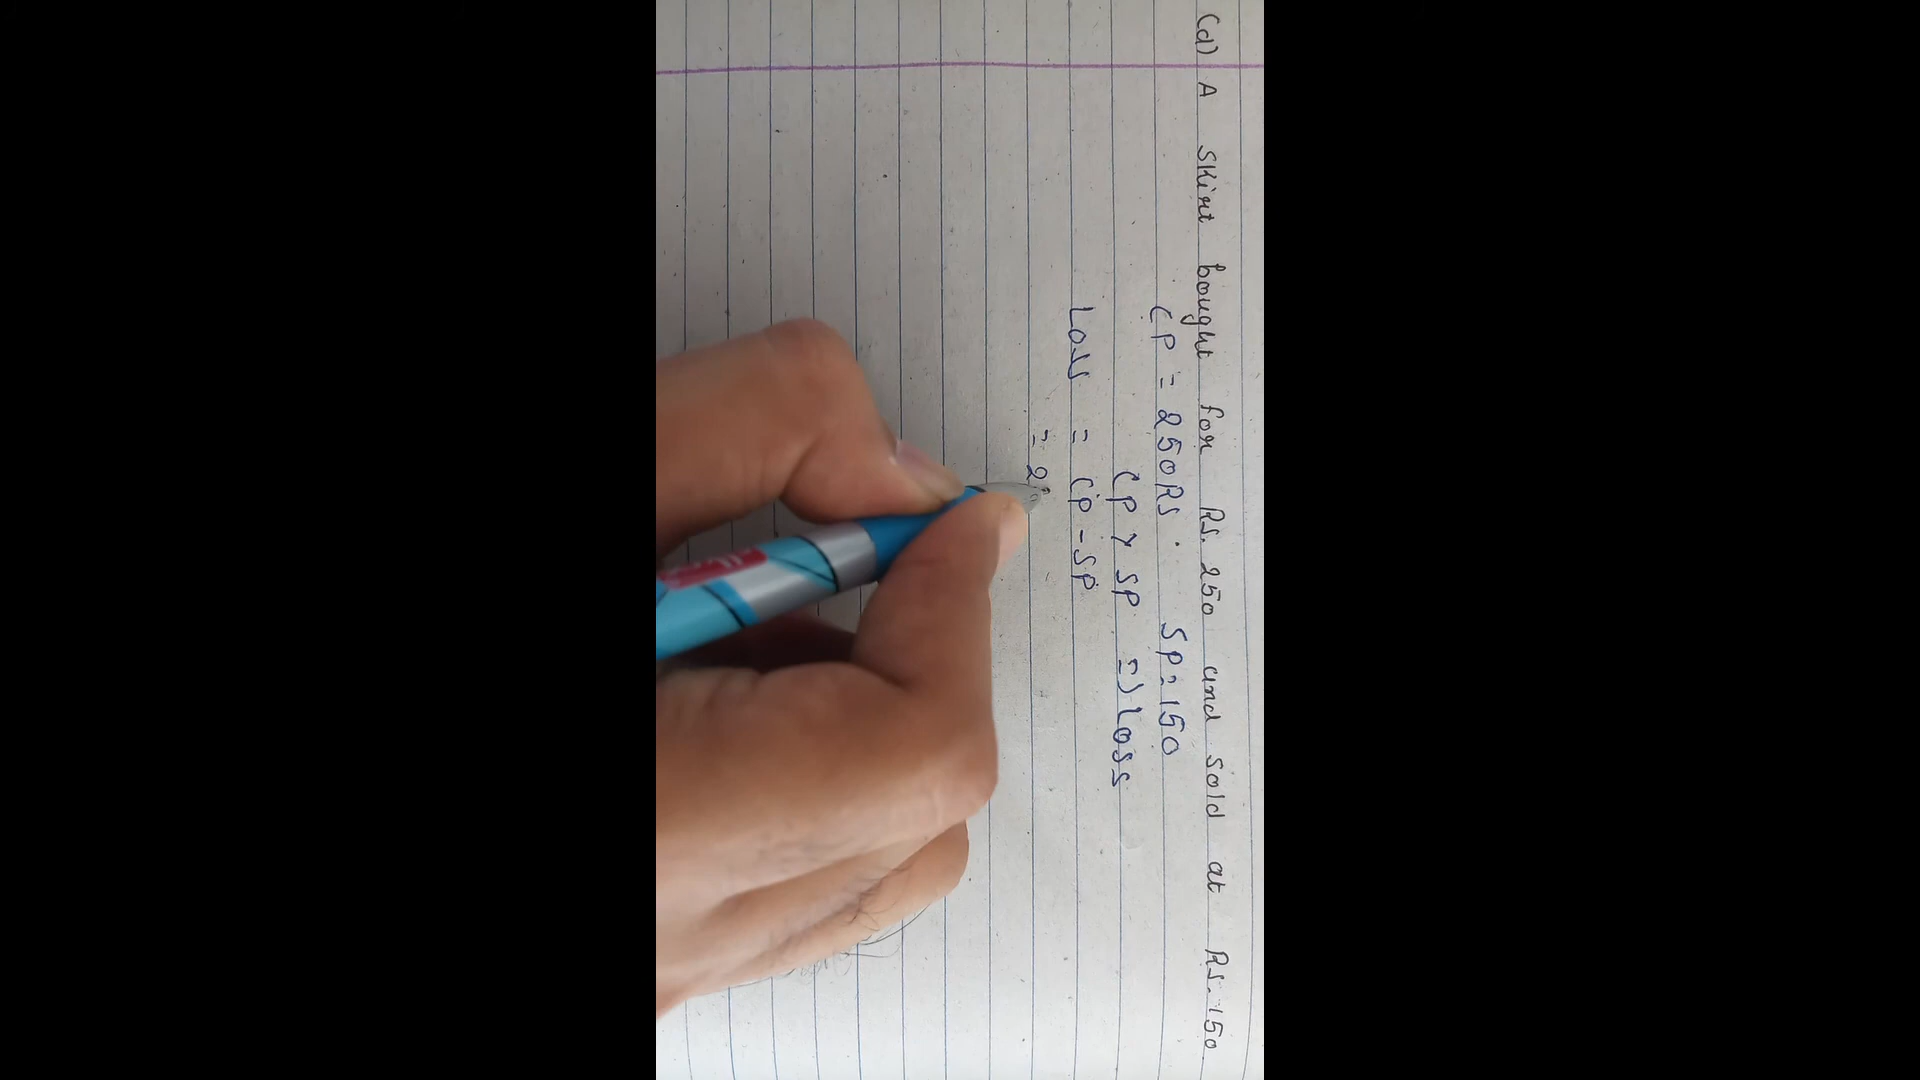 (d) A skirt bought for Rs. 250 and sold at Rs. 150
CP = 250Rs. SP = 150
CP > SP => loss
Loss = CP - SP
= 2